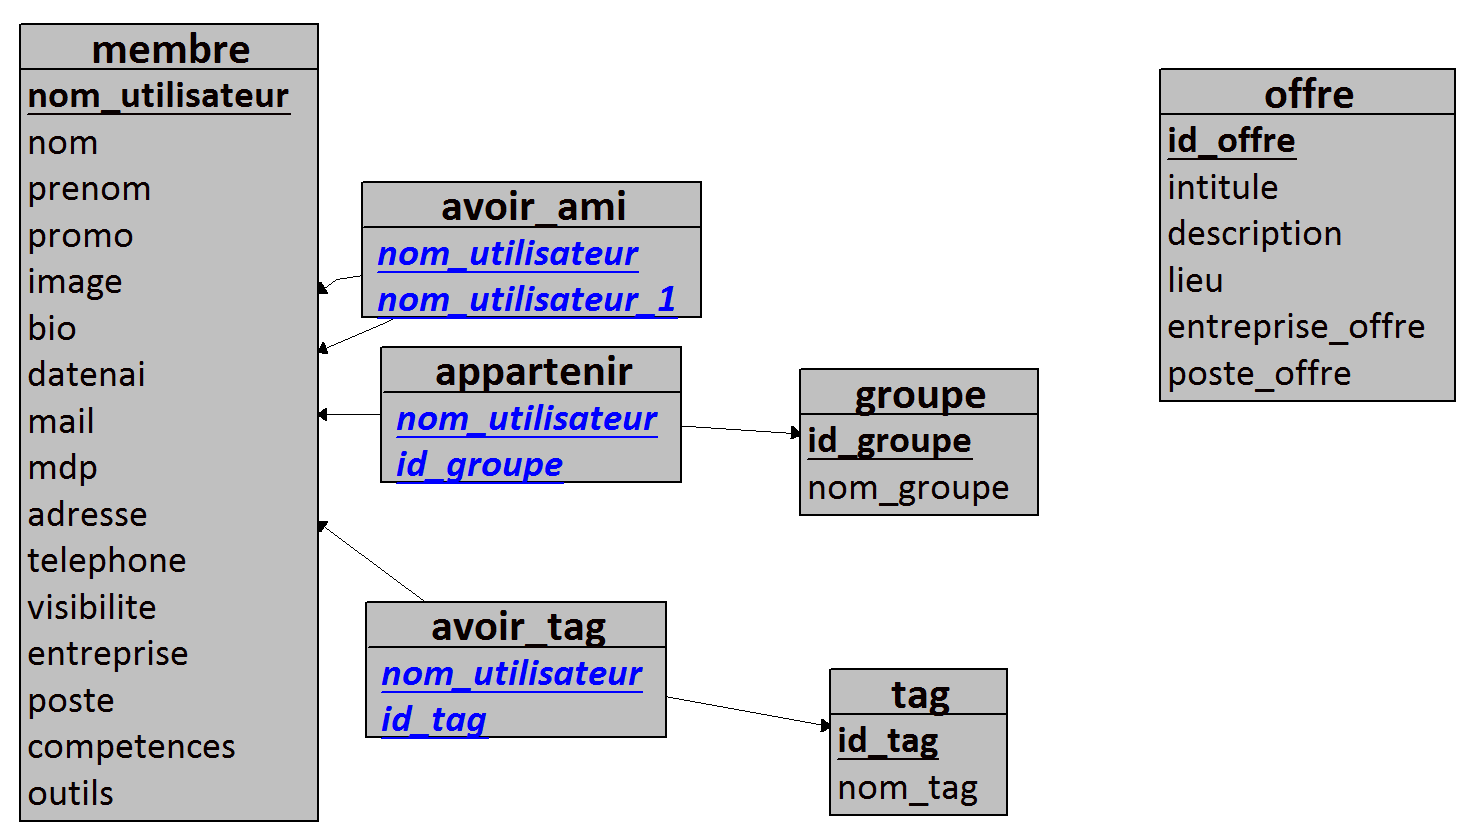 membre
nom_utilisateur
nom
prenom
promo
image
bio
datenai
mail
mdp
adresse
telephone
visibilite
entreprise
poste
competences
outils
avoir_ami
nom_utilisateur
nom_utilisateur_1
appartenir
nom_utilisateur
id_groupe
avoir_tag
nom_utilisateur
id_tag
groupe
id_groupe
nom_groupe
tag
id_tag
nom_tag
offre
id_offre
intitule
description
lieu
entreprise_offre
poste_offre